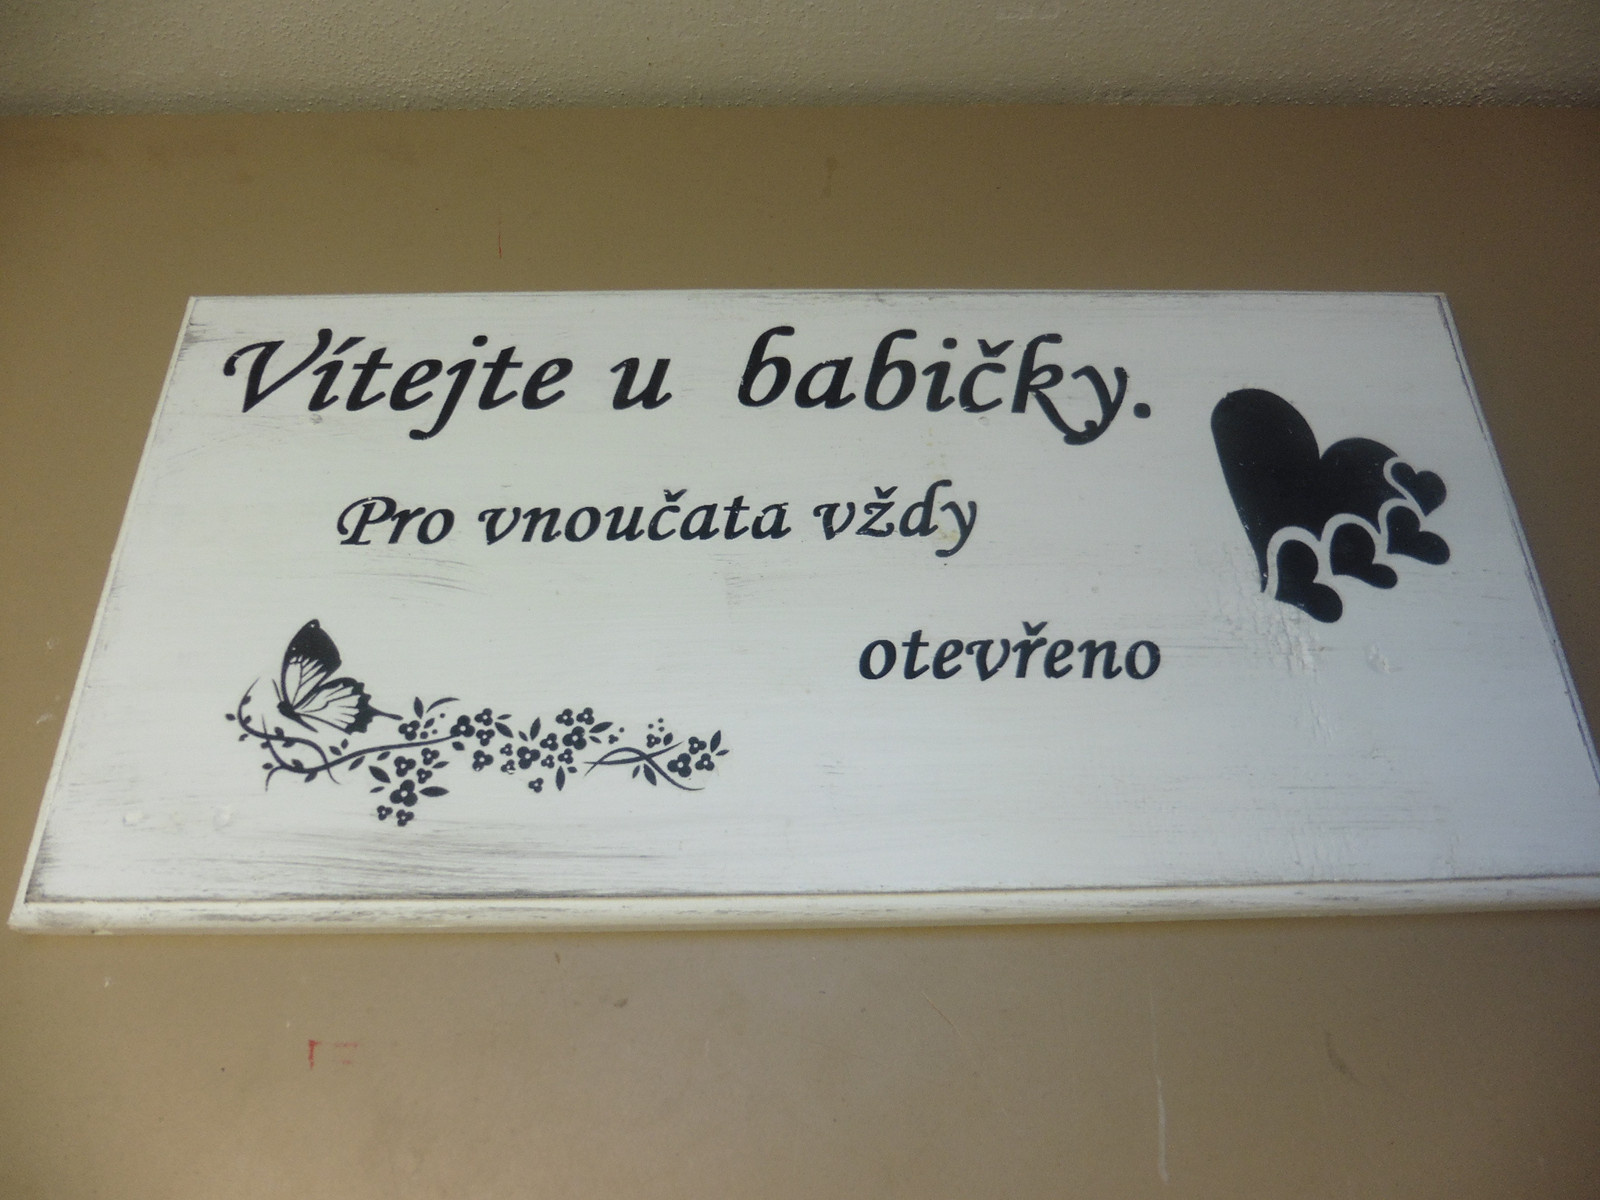 Vítejte u babičky.
Pro vnoučata vždy
otevřeno